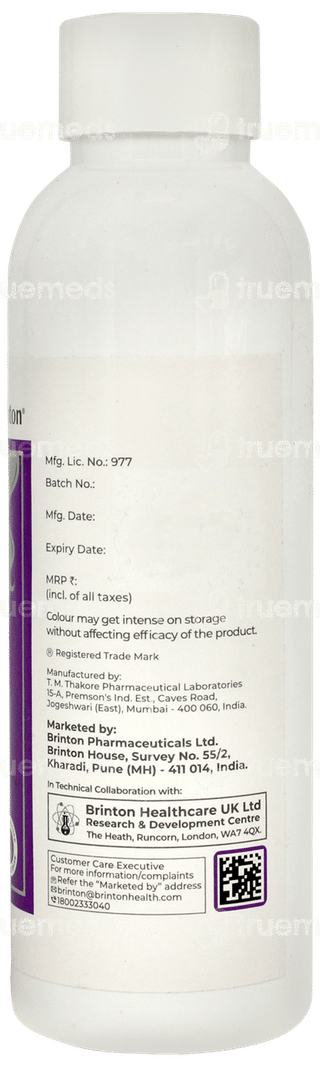 ton®
Mfg. Lic. No.: 977
Batch No.:
Mfg. Date:
Expiry Date:
MRP ₹:
(incl. of all taxes)
Colour may get intense on storage
without affecting efficacy of the product.
® Registered Trade Mark
Manufactured by:
T. M. Thakore Pharmaceutical Laboratories
15-A, Premson's Ind. Est., Caves Road,
Jogeshwari (East), Mumbai - 400 060, India.
Marketed by:
Brinton Pharmaceuticals Ltd.
Brinton House, Survey No. 55/2,
Kharadi, Pune (MH) - 411 014, India.
In Technical Collaboration with:
Brinton Healthcare UK Ltd
Research & Development Centre
The Heath, Runcorn, London, WA7 4QX.
Customer Care Executive
For more information/complaints
Refer the "Marketed by" address
brinton@brintonhealth.com
18002333040
truemeds